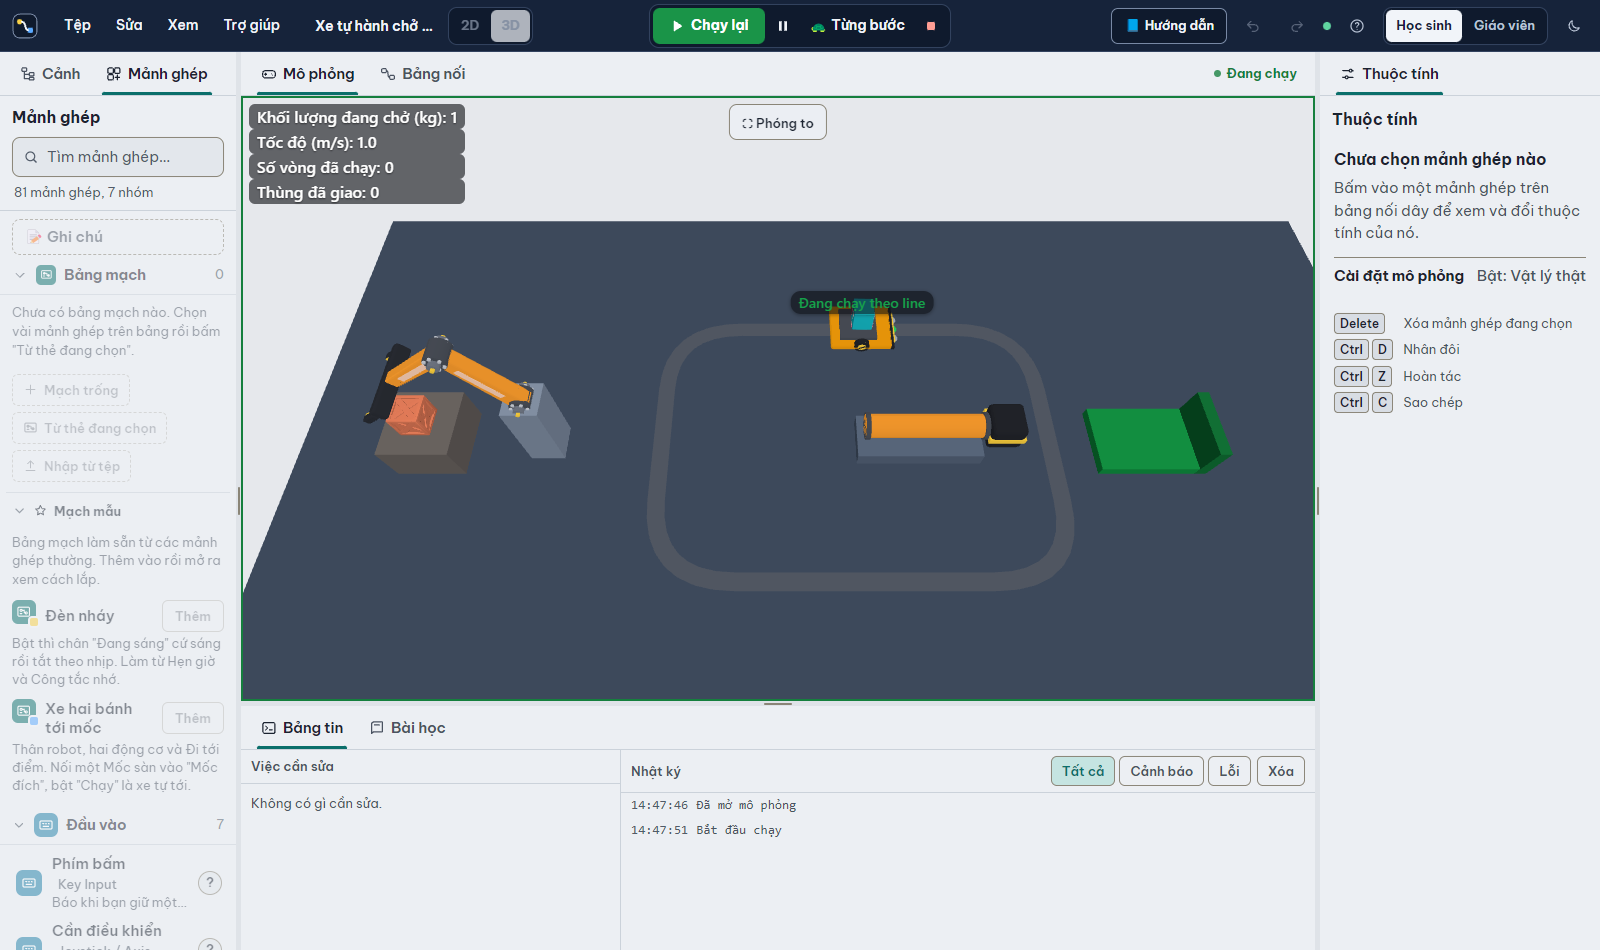 Tệp
Sửa
Xem
Trợ giúp
Xe tự hành chở ...
2D
3D
Chạy lại
Từng bước
Hướng dẫn
Học sinh
Giáo viên
Cảnh
Mảnh ghép
Mảnh ghép
Tìm mảnh ghép...
81 mảnh ghép, 7 nhóm
Ghi chú
Bảng mạch
0
Chưa có bảng mạch nào. Chọn
vài mảnh ghép trên bảng rồi bấm
"Từ thẻ đang chọn".
Mạch trống
Từ thẻ đang chọn
Nhập từ tệp
Mạch mẫu
Bảng mạch làm sẵn từ các mảnh
ghép thường. Thêm vào rồi mở ra
xem cách lắp.
Đèn nháy
Thêm
Bật thì chân "Đang sáng" cứ sáng
rồi tắt theo nhịp. Làm từ Hẹn giờ
và Công tắc nhớ.
Xe hai bánh
tới mốc
Thêm
Thân robot, hai động cơ và Đi tới
điểm. Nối một Mốc sàn vào "Mốc
đích", bật "Chạy" là xe tự tới.
Đầu vào
7
Phím bấm
Key Input
Báo khi bạn giữ một...
?
Cần điều khiển
Mô phỏng
Bảng nối
Đang chạy
Khối lượng đang chở (kg): 1
Tốc độ (m/s): 1.0
Số vòng đã chạy: 0
Thùng đã giao: 0
Phóng to
Đang chạy theo line
Bảng tin
Bài học
Việc cần sửa
Không có gì cần sửa.
Nhật ký
Tất cả
Cảnh báo
Lỗi
Xóa
14:47:46 Đã mở mô phỏng
14:47:51 Bắt đầu chạy
Thuộc tính
Thuộc tính
Chưa chọn mảnh ghép nào
Bấm vào một mảnh ghép trên
bảng nối dây để xem và đổi thuộc
tính của nó.
Cài đặt mô phỏng
Bật: Vật lý thật
Delete Xóa mảnh ghép đang chọn
Ctrl D Nhân đôi
Ctrl Z Hoàn tác
Ctrl C Sao chép